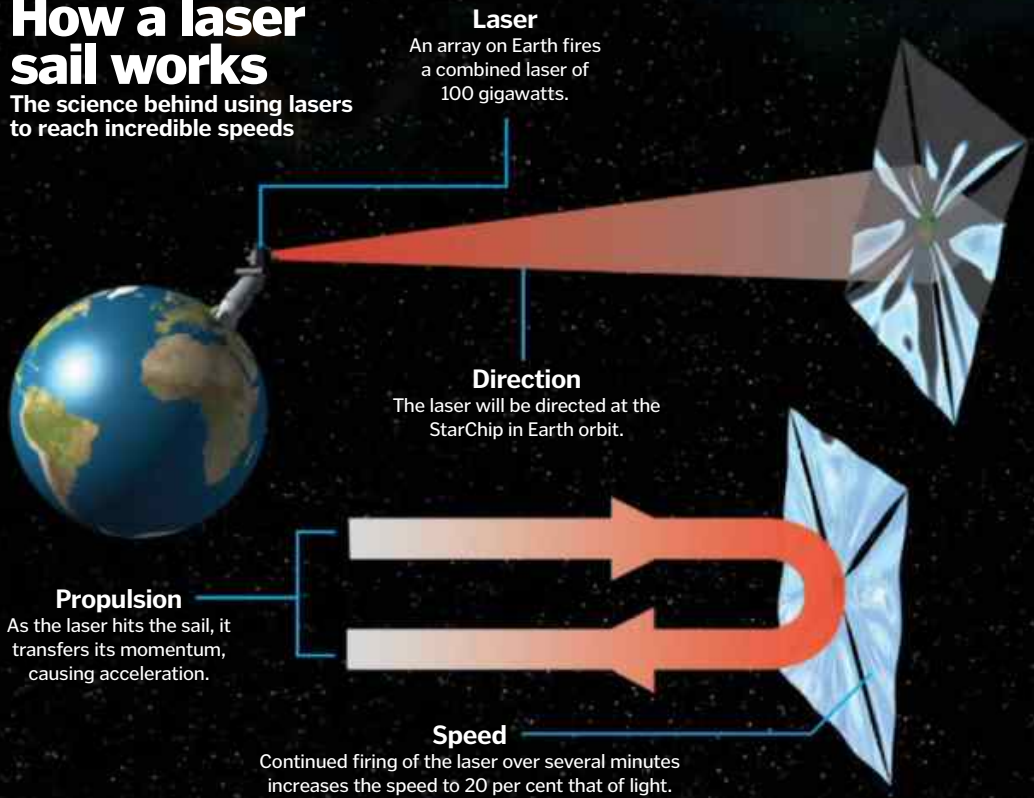 How a laser
sail works
The science behind using lasers
to reach incredible speeds
Laser
An array on Earth fires
a combined laser of
100 gigawatts.
Direction
The laser will be directed at the
StarChip in Earth orbit.
Propulsion
As the laser hits the sail, it
transfers its momentum,
causing acceleration.
Speed
Continued firing of the laser over several minutes
increases the speed to 20 per cent that of light.